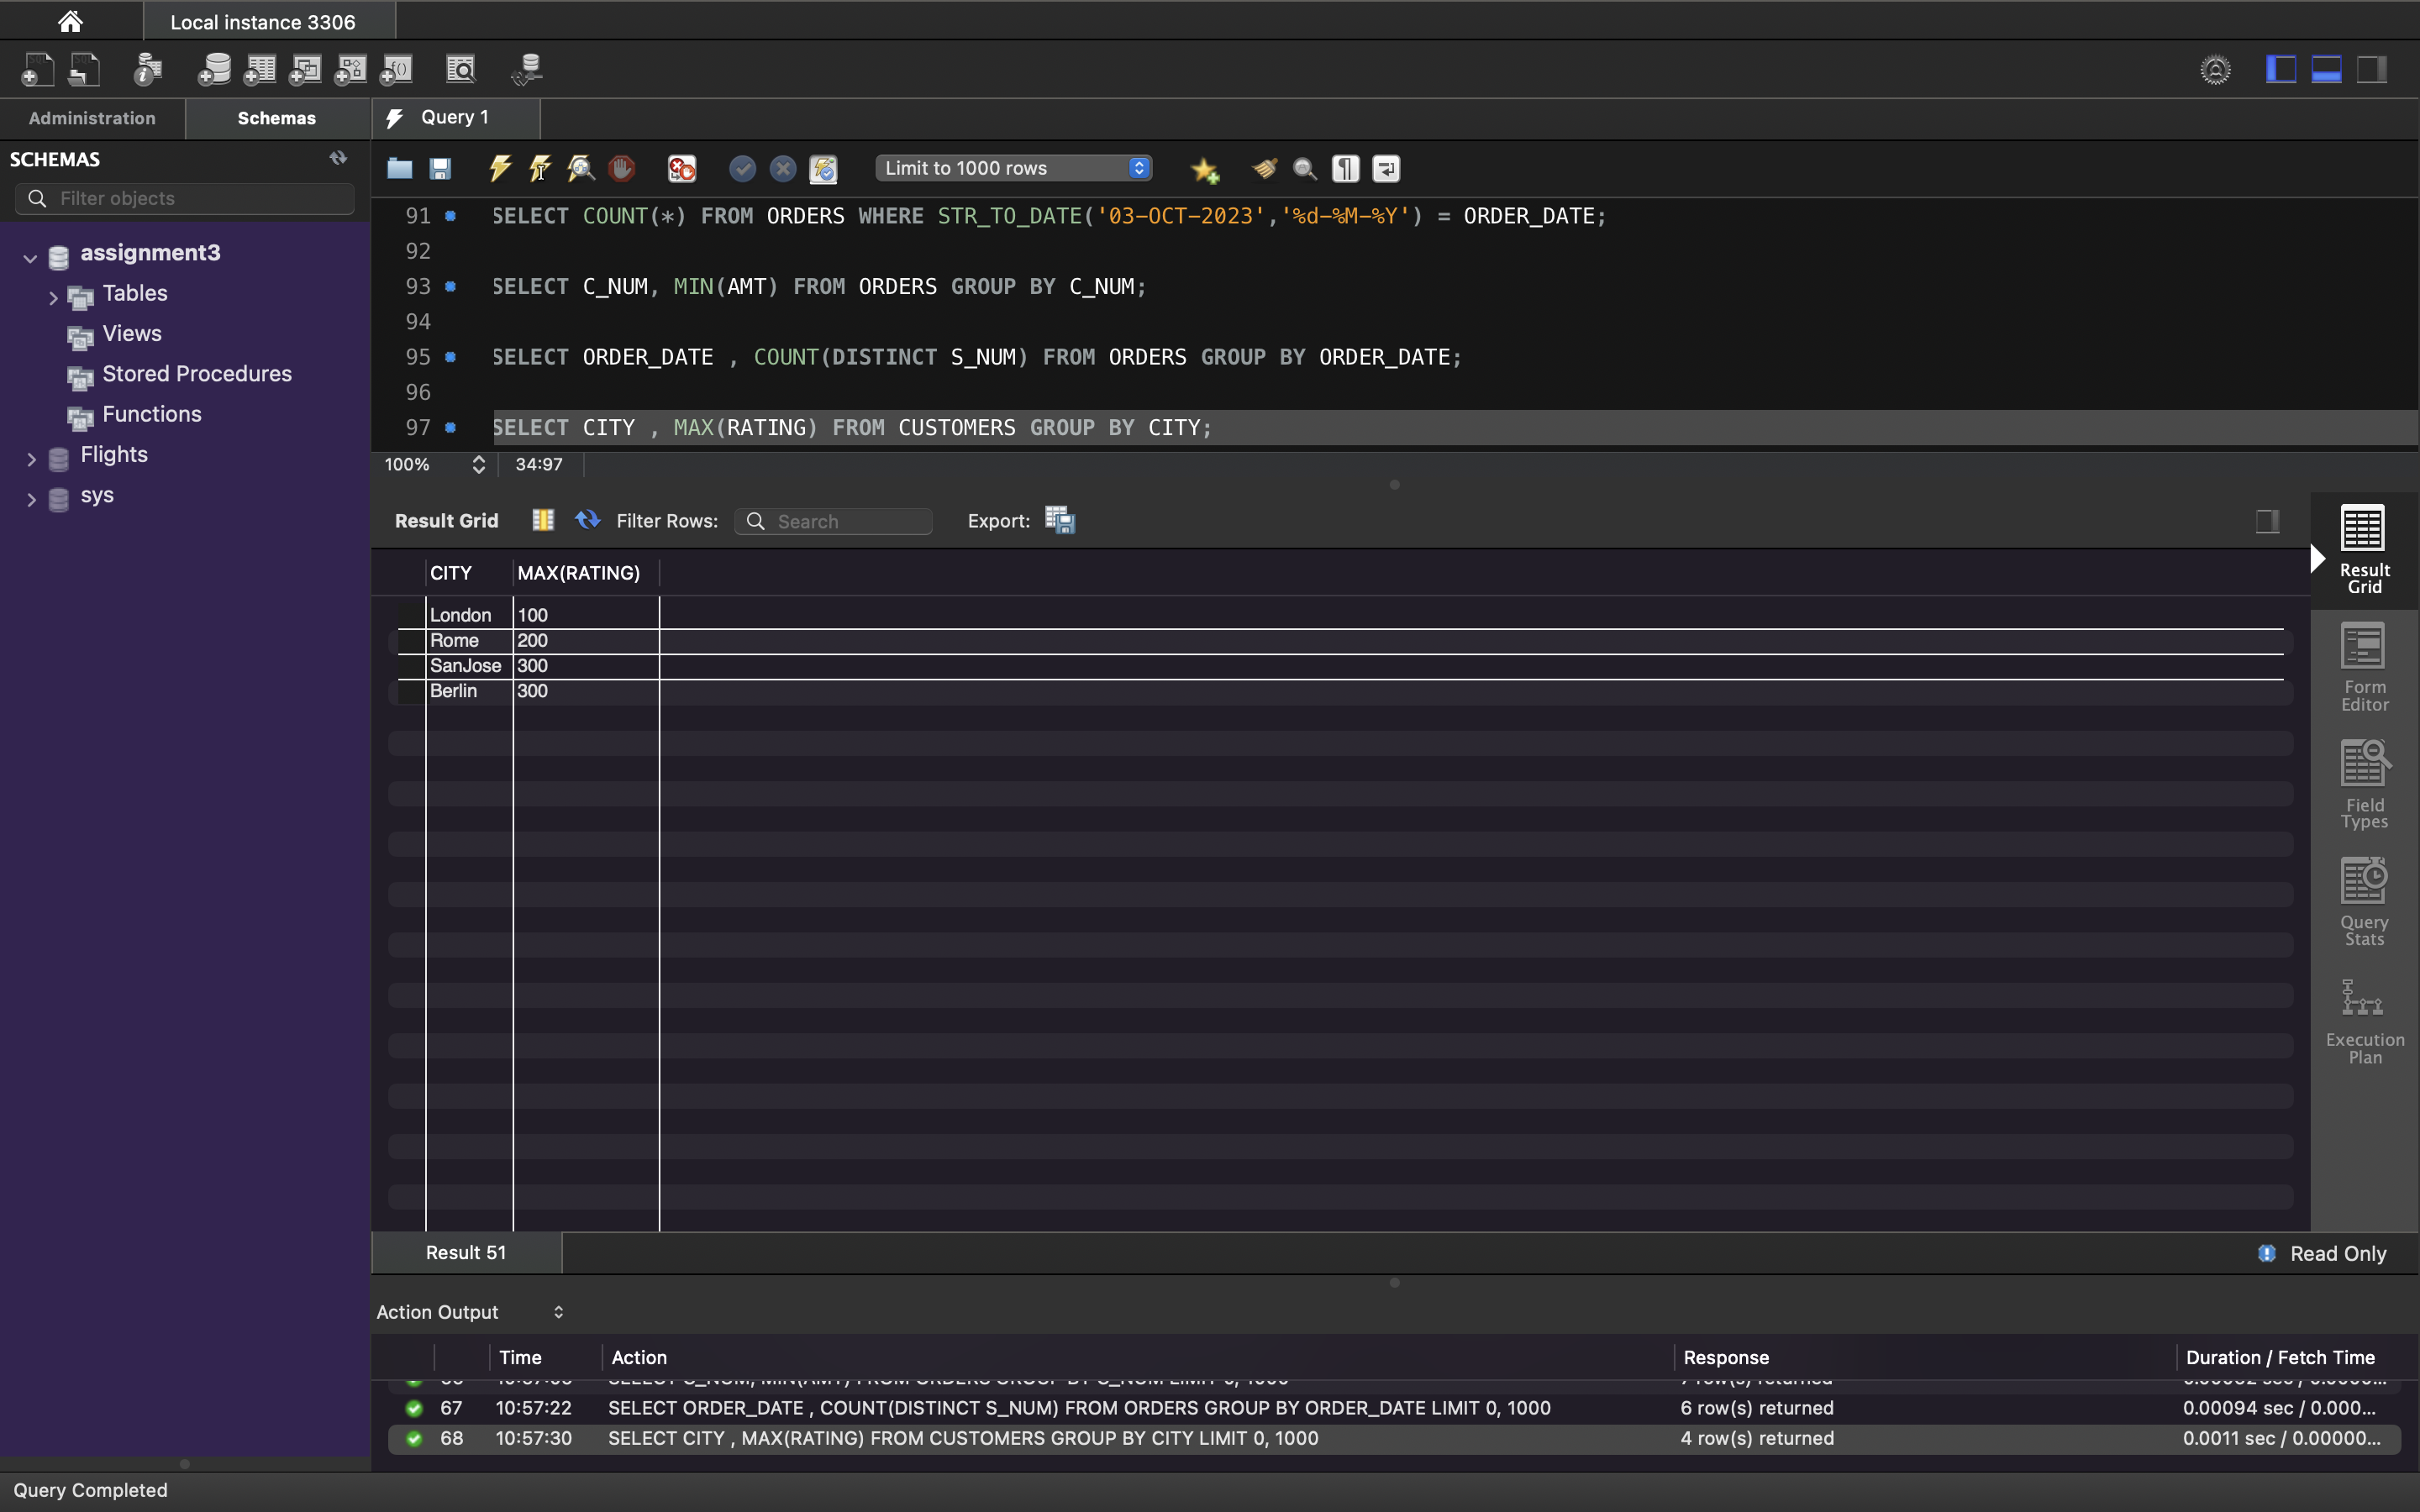 Local instance 3306
Administration
Schemas
Query 1
SCHEMAS
Filter objects
Limit to 1000 rows
assignment3
Tables
Views
Stored Procedures
Functions
Flights
sys
91 SELECT COUNT(*) FROM ORDERS WHERE STR_TO_DATE('03-OCT-2023','%d-%M-%Y') = ORDER_DATE;
92
93 SELECT C_NUM, MIN(AMT) FROM ORDERS GROUP BY C_NUM;
94
95 SELECT ORDER_DATE , COUNT(DISTINCT S_NUM) FROM ORDERS GROUP BY ORDER_DATE;
96
97 SELECT CITY , MAX(RATING) FROM CUSTOMERS GROUP BY CITY;
100% 34:97
Result Grid Filter Rows: Search Export:
CITY MAX(RATING)
London 100
Rome 200
SanJose 300
Berlin 300
Result
Grid
Form
Editor
Field
Types
Query
Stats
Execution
Plan
Result 51
Read Only
Action Output
Time Action Response Duration / Fetch Time
67 10:57:22 SELECT ORDER_DATE , COUNT(DISTINCT S_NUM) FROM ORDERS GROUP BY ORDER_DATE LIMIT 0, 1000 6 row(s) returned 0.00094 sec / 0.000...
68 10:57:30 SELECT CITY , MAX(RATING) FROM CUSTOMERS GROUP BY CITY LIMIT 0, 1000 4 row(s) returned 0.0011 sec / 0.00000...
Query Completed